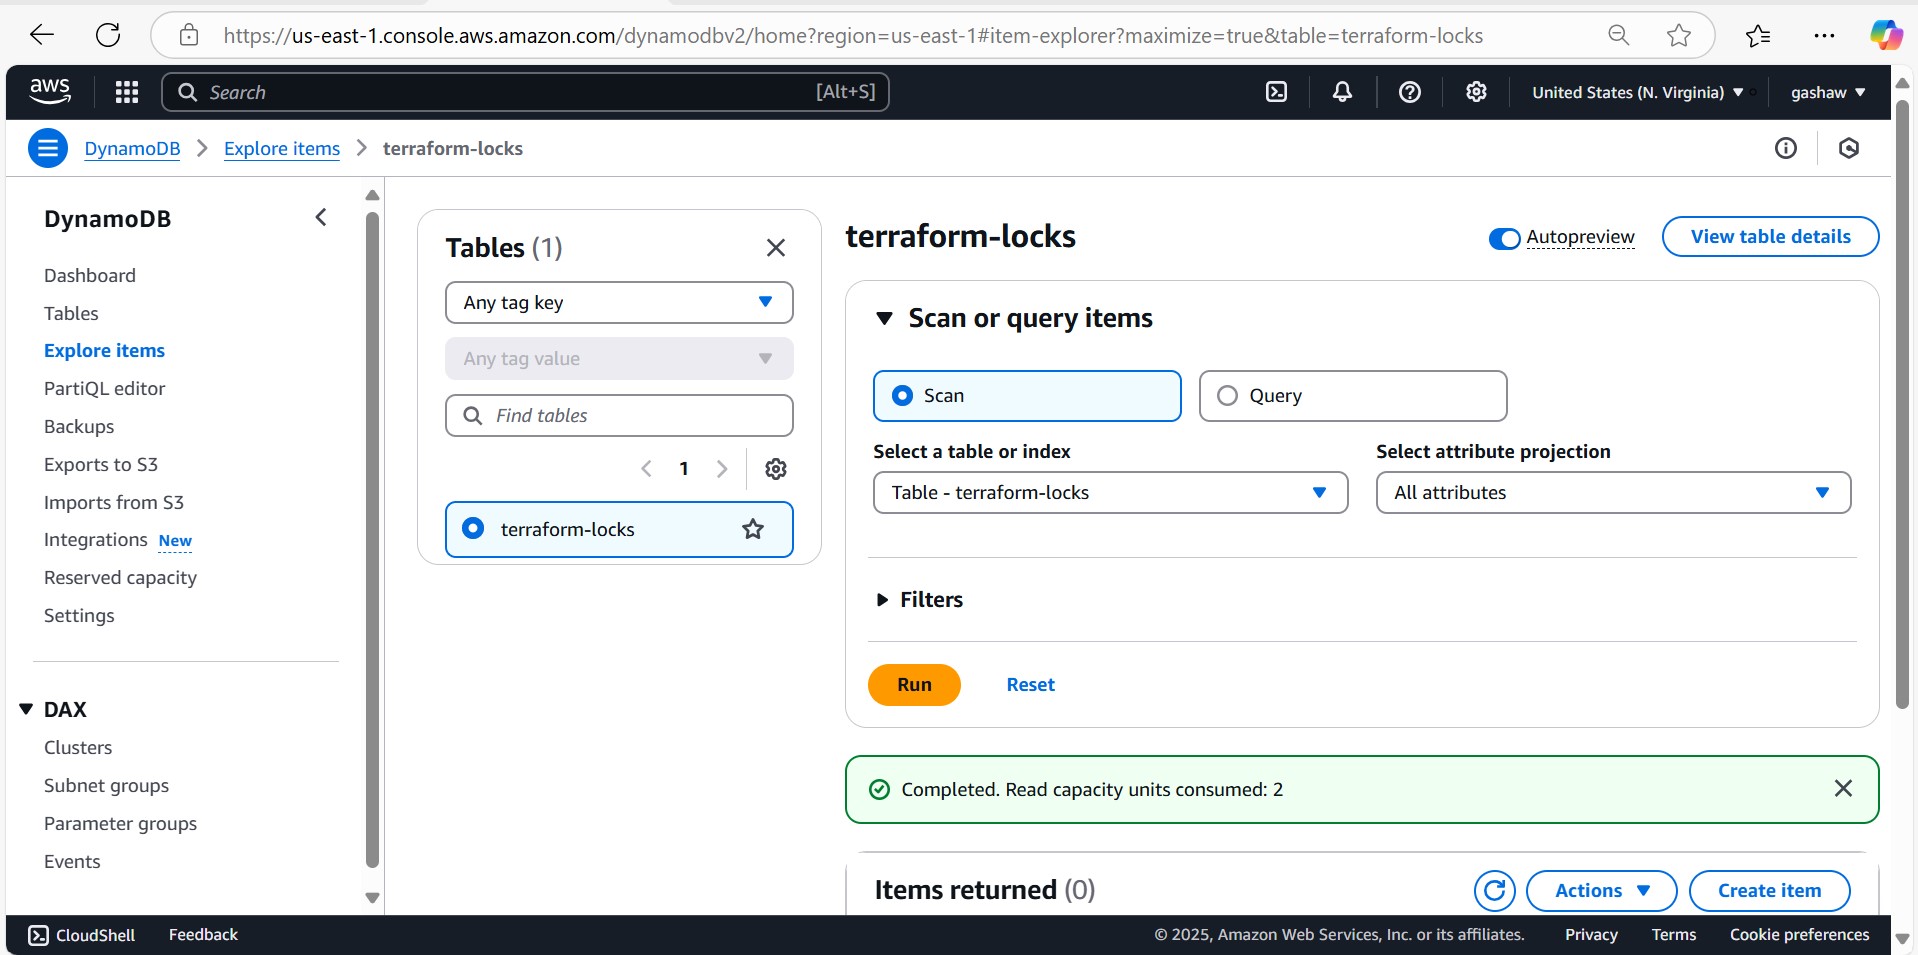 https://us-east-1.console.aws.amazon.com/dynamodbv2/home?region=us-east-1#item-explorer?maximize=true&table=terraform-locks
aws
Search
[Alt+S]
United States (N. Virginia)
gashaw
DynamoDB
Explore items
terraform-locks
DynamoDB
Dashboard
Tables
Explore items
PartiQL editor
Backups
Exports to S3
Imports from S3
Integrations New
Reserved capacity
Settings
DAX
Clusters
Subnet groups
Parameter groups
Events
Tables (1)
Any tag key
Any tag value
Find tables
1
terraform-locks
terraform-locks
Autopreview
View table details
Scan or query items
Scan
Query
Select a table or index
Select attribute projection
Table - terraform-locks
All attributes
Filters
Run
Reset
Completed. Read capacity units consumed: 2
Items returned (0)
Actions
Create item
CloudShell
Feedback
© 2025, Amazon Web Services, Inc. or its affiliates.
Privacy
Terms
Cookie preferences